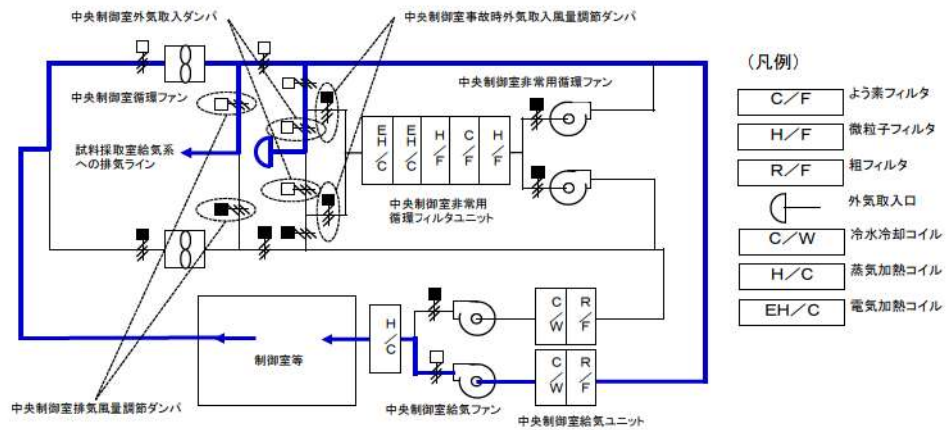 中央制御室外気取入ダンパ
中央制御室事故時外気取入風量調節ダンパ
中央制御室循環ファン
中央制御室非常用循環ファン
試料採取室給気系
への排気ライン
EH/C
EH/C
H/F
C/F
H/F
中央制御室非常用
循環フィルタユニット
C/W
R/F
H/C
制御室等
C/W
R/F
中央制御室排気風量調節ダンパ
中央制御室給気ファン
中央制御室給気ユニット
(凡例)
C/F
よう素フィルタ
H/F
微粒子フィルタ
R/F
粗フィルタ
外気取入口
C/W
冷水冷却コイル
H/C
蒸気加熱コイル
EH/C
電気加熱コイル